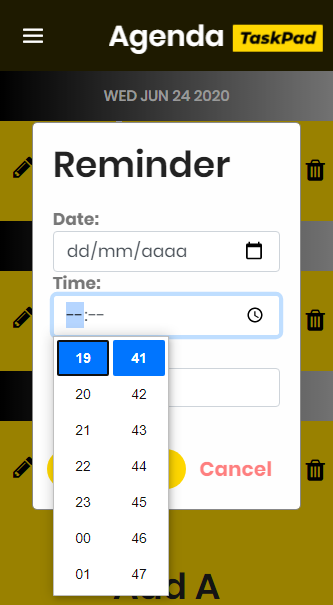 Agenda TaskPad
WED JUN 24 2020
Reminder
Date:
dd/mm/aaaa
Time:
--:--
19 41
20 42
21 43
22 44
23 45
00 46
01 47
Cancel
Add A